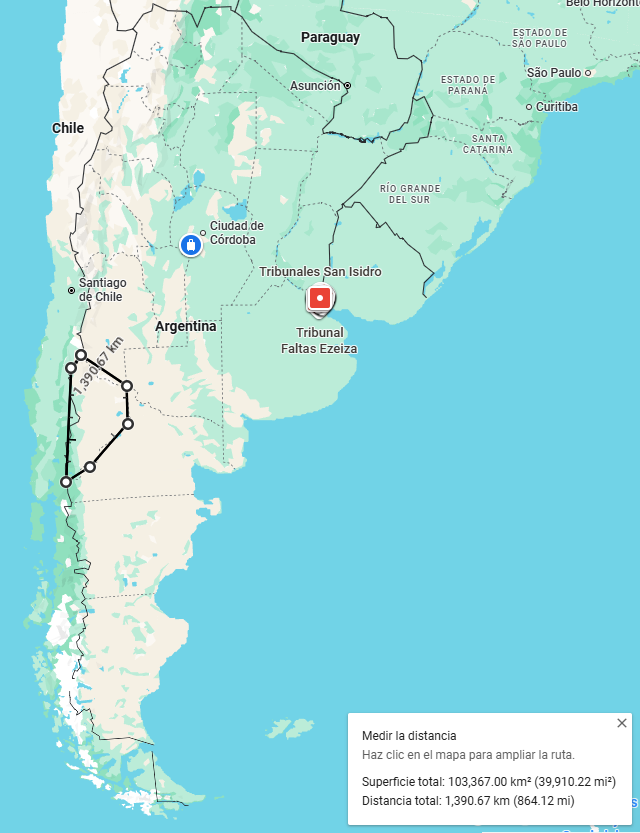 Belo Horizont
Paraguay
ESTADO DE
SÃO PAULO
São Paulo
Asunción
ESTADO DE
PARANÁ
Curitiba
Chile
SANTA
CATARINA
RÍO GRANDE
DEL SUR
Ciudad de
Córdoba
Tribunales San Isidro
Santiago
de Chile
Argentina
Tribunal
Faltas Ezeiza
1,390.67 km
Medir la distancia
Haz clic en el mapa para ampliar la ruta.
Superficie total: 103,367.00 km² (39,910.22 mi²)
Distancia total: 1,390.67 km (864.12 mi)